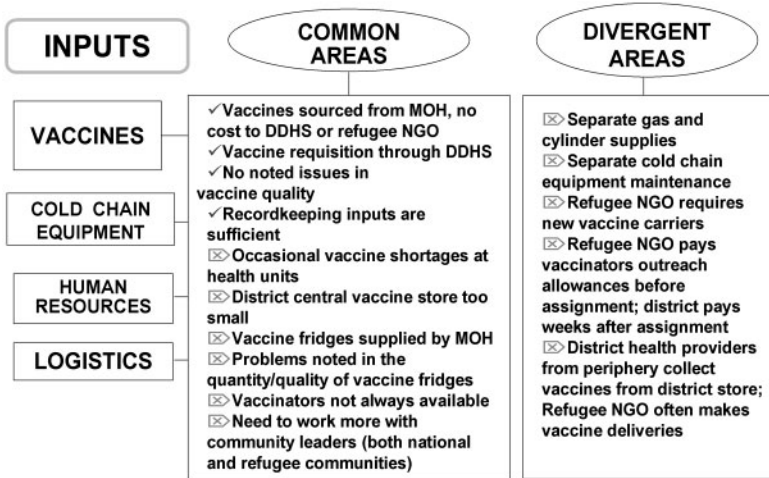 INPUTS
COMMON
AREAS
DIVERGENT
AREAS
VACCINES
COLD CHAIN
EQUIPMENT
HUMAN
RESOURCES
LOGISTICS
✓Vaccines sourced from MOH, no
cost to DDHS or refugee NGO
✓Vaccine requisition through DDHS
✓No noted issues in
vaccine quality
✓Recordkeeping inputs are
sufficient
⌦Occasional vaccine shortages at
health units
⌦District central vaccine store too
small
⌦Vaccine fridges supplied by MOH
⌦Problems noted in the
quantity/quality of vaccine fridges
⌦Vaccinators not always available
⌦Need to work more with
community leaders (both national
and refugee communities)
⌦Separate gas and
cylinder supplies
⌦Separate cold chain
equipment maintenance
⌦Refugee NGO requires
new vaccine carriers
⌦Refugee NGO pays
vaccinators outreach
allowances before
assignment; district pays
weeks after assignment
⌦District health providers
from periphery collect
vaccines from district store;
Refugee NGO often makes
vaccine deliveries